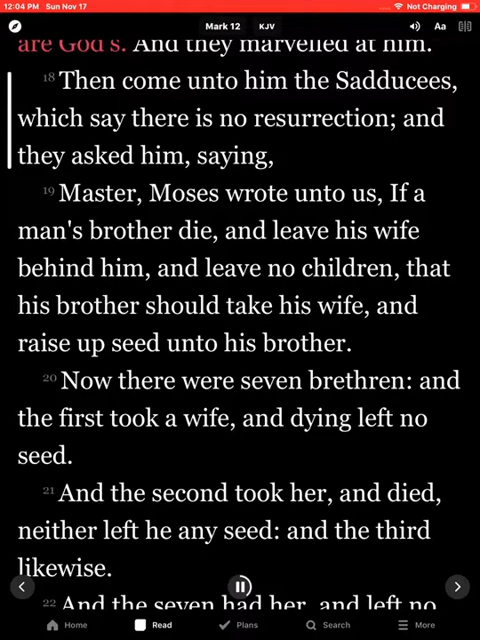 12:04 PM Sun Nov 17 Not Charging
Mark 12 KJV AA
are God's. And they marvelled at him.
18 Then come unto him the Sadducees,
which say there is no resurrection; and
they asked him, saying,
19 Master, Moses wrote unto us, If a
man's brother die, and leave his wife
behind him, and leave no children, that
his brother should take his wife, and
raise up seed unto his brother.
20 Now there were seven brethren: and
the first took a wife, and dying left no
seed.
21 And the second took her, and died,
neither left he any seed: and the third
likewise.
22 And the seven had her, and left no
Home Read Plans Search More